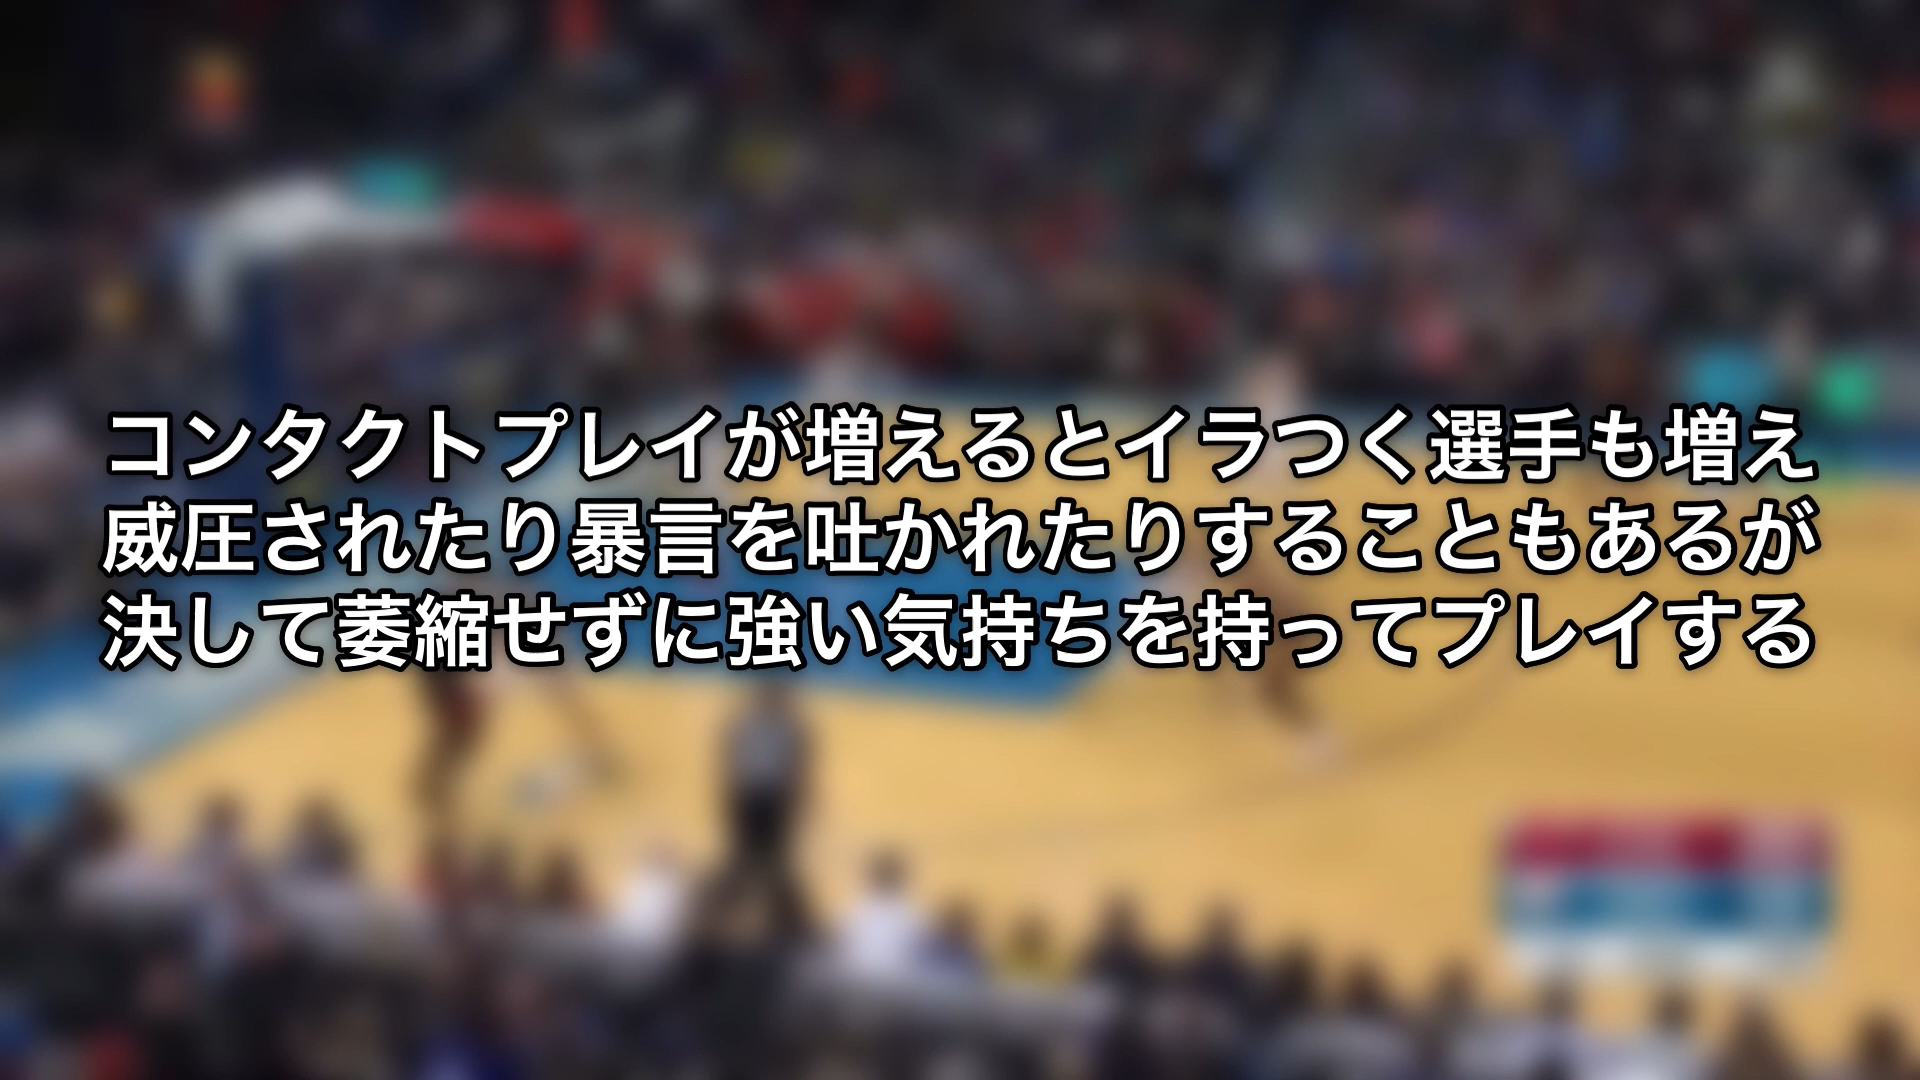 コンタクトプレイが増えるとイラつく選手も増え
威圧されたり暴言を吐かれたりすることもあるが
決して萎縮せずに強い気持ちを持ってプレイする